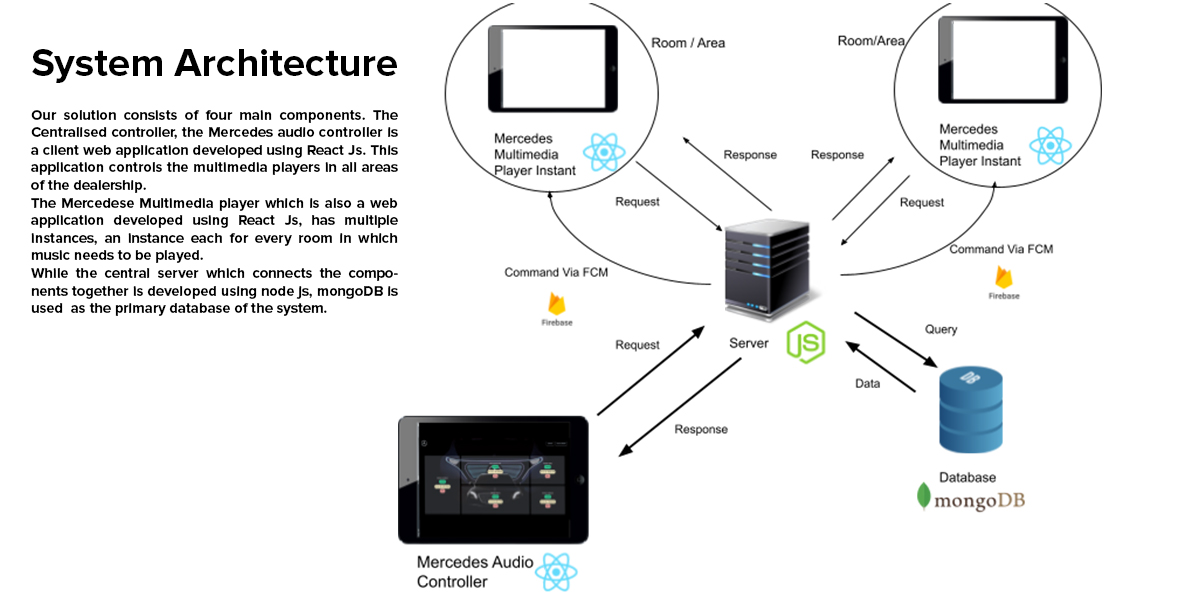 System Architecture
Our solution consists of four main components. The
Centralised controller, the Mercedes audio controller is
a client web application developed using React Js. This
application controls the multimedia players in all areas
of the dealership.
The Mercedese Multimedia player which is also a web
application developed using React Js, has multiple
instances, an instance each for every room in which
music needs to be played.
While the central server which connects the compo-
nents together is developed using node js, mongoDB is
used as the primary database of the system.
Room / Area
Room/Area
Mercedes
Multimedia
Player Instant
Mercedes
Multimedia
Player Instant
Response
Response
Request
Request
Command Via FCM
Firebase
Command Via FCM
Firebase
Server
JS
Request
Response
Query
Data
DB
Database
mongoDB
Mercedes Audio
Controller